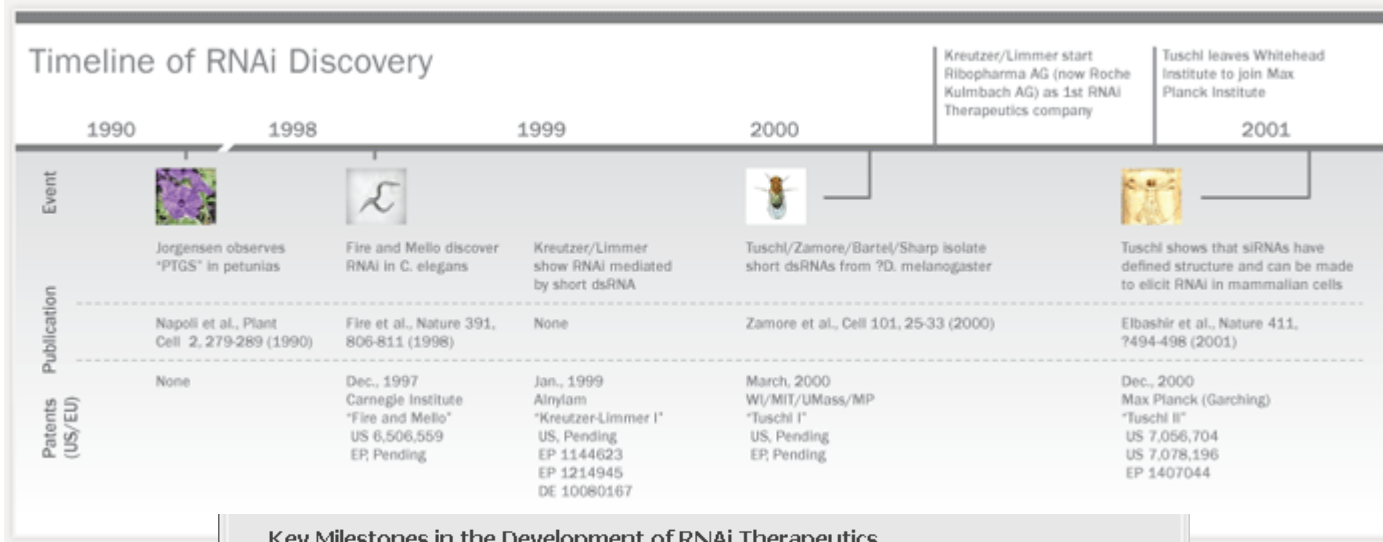 Timeline of RNAi Discovery
Kreutzer/Limmer start
Ribopharma AG (now Roche
Kulmbach AG) as 1st RNAi
Therapeutics company
Tuschl leaves Whitehead
Institute to join Max
Planck Institute
1990
1998
1999
2000
2001
Event
Jorgensen observes
"PTGS" in petunias
Fire and Mello discover
RNAi in C. elegans
Kreutzer/Limmer
show RNAi mediated
by short dsRNA
Tuschl/Zamore/Bartel/Sharp isolate
short dsRNAs from ?D. melanogaster
Tuschl shows that siRNAs have
defined structure and can be made
to elicit RNAi in mammalian cells
Publication
Napoli et al., Plant
Cell 2, 279-289 (1990)
Fire et al., Nature 391,
806-811 (1998)
None
Zamore et al., Cell 101, 25-33 (2000)
Elbashir et al., Nature 411,
?494-498 (2001)
Patents
(US/EU)
None
Dec., 1997
Carnegie Institute
"Fire and Mello"
US 6,506,559
EP, Pending
Jan., 1999
Alnylam
"Kreutzer-Limmer I"
US, Pending
EP 1144623
EP 1214945
DE 10080167
March, 2000
WI/MIT/UMass/MP
"Tuschl I"
US, Pending
EP, Pending
Dec., 2000
Max Planck (Garching)
"Tuschl II"
US 7,056,704
US 7,078,196
EP 1407044
Key Milestones in the Development of RNAi Therapeutics